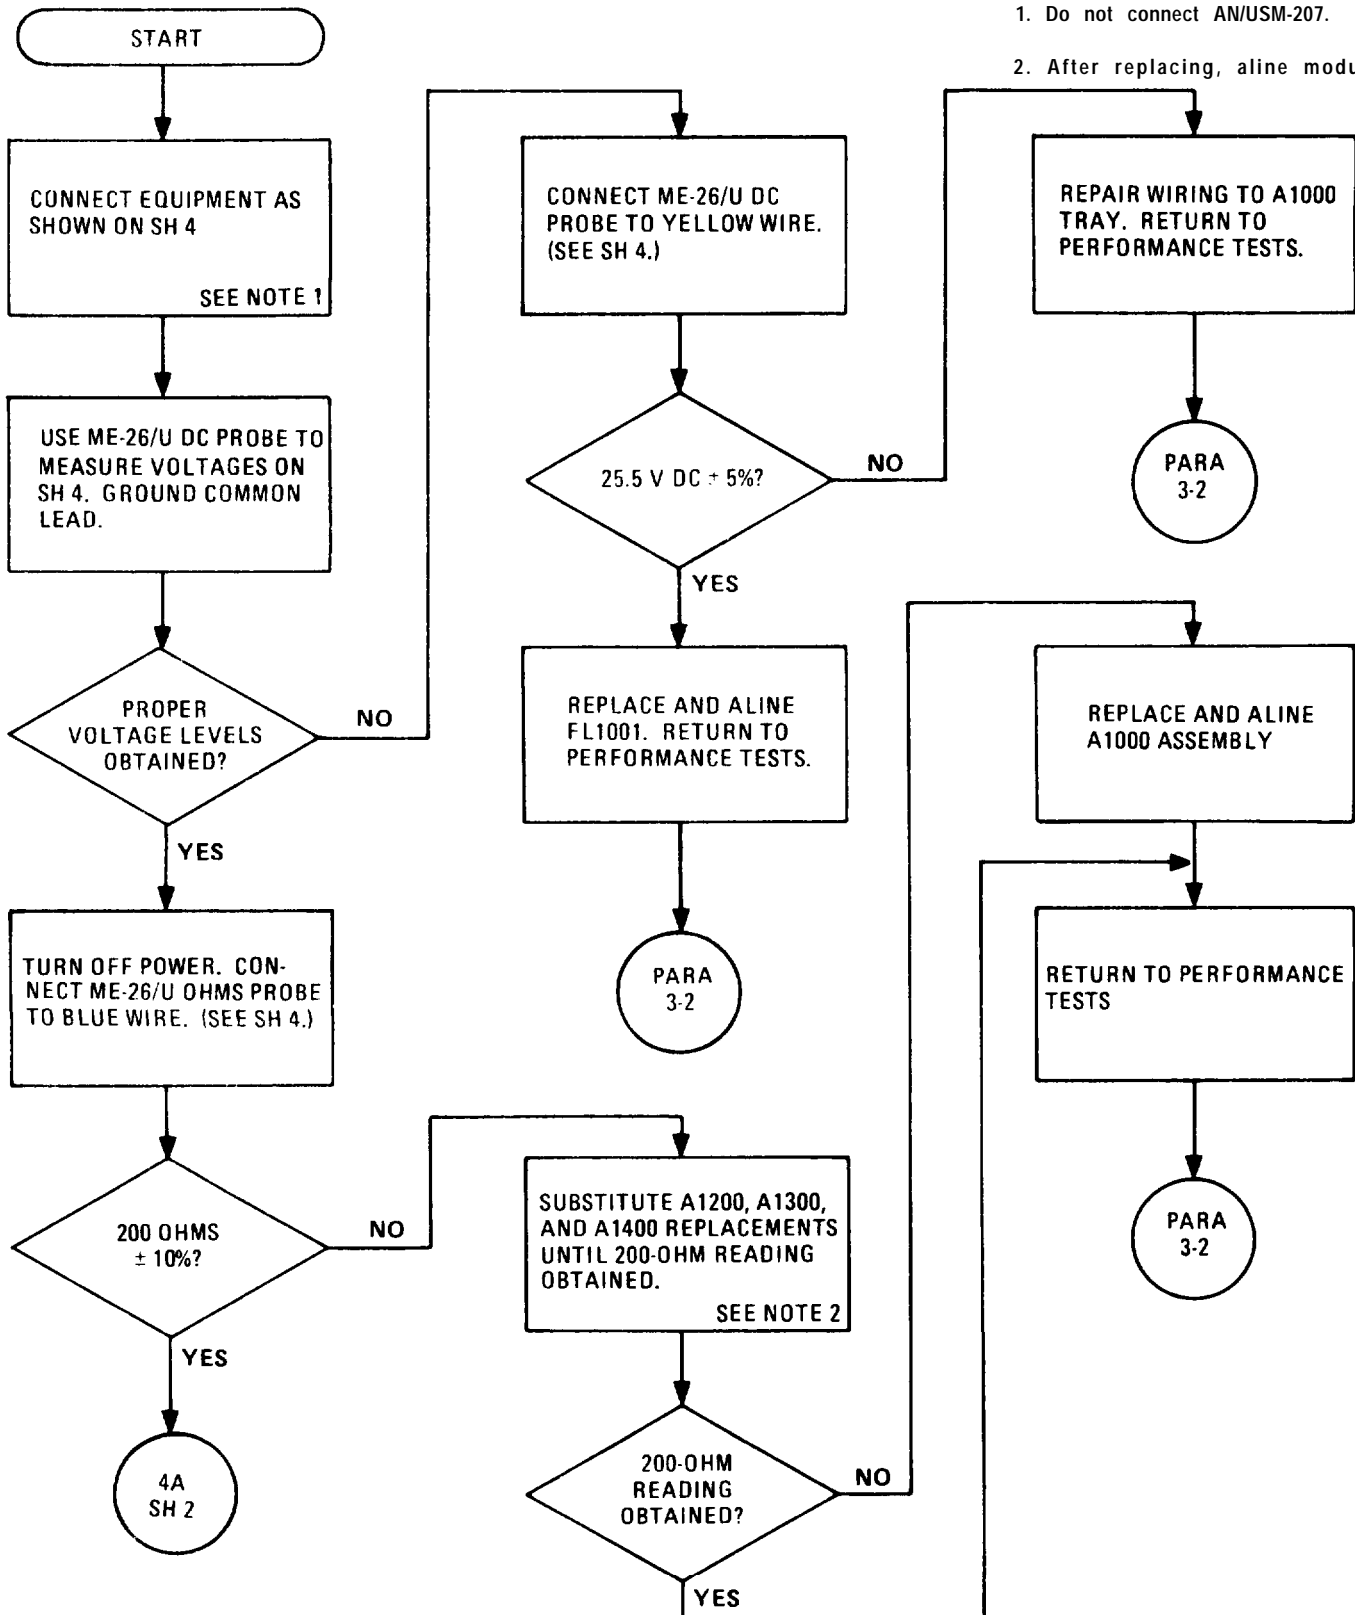 1. Do not connect AN/USM-207.
2. After replacing, aline modu
START
CONNECT EQUIPMENT AS
SHOWN ON SH 4
SEE NOTE 1
USE ME-26/U DC PROBE TO
MEASURE VOLTAGES ON
SH 4. GROUND COMMON
LEAD.
PROPER
VOLTAGE LEVELS
OBTAINED?
NO
YES
TURN OFF POWER. CON-
NECT ME-26/U OHMS PROBE
TO BLUE WIRE. (SEE SH 4.)
200 OHMS
± 10%?
NO
YES
4A
SH 2
CONNECT ME-26/U DC
PROBE TO YELLOW WIRE.
(SEE SH 4.)
25.5 V DC ± 5%?
NO
YES
REPLACE AND ALINE
FL1001. RETURN TO
PERFORMANCE TESTS.
PARA
3-2
SUBSTITUTE A1200, A1300,
AND A1400 REPLACEMENTS
UNTIL 200-OHM READING
OBTAINED.
SEE NOTE 2
200-OHM
READING
OBTAINED?
NO
YES
REPAIR WIRING TO A1000
TRAY. RETURN TO
PERFORMANCE TESTS.
PARA
3-2
REPLACE AND ALINE
A1000 ASSEMBLY
RETURN TO PERFORMANCE
TESTS
PARA
3-2